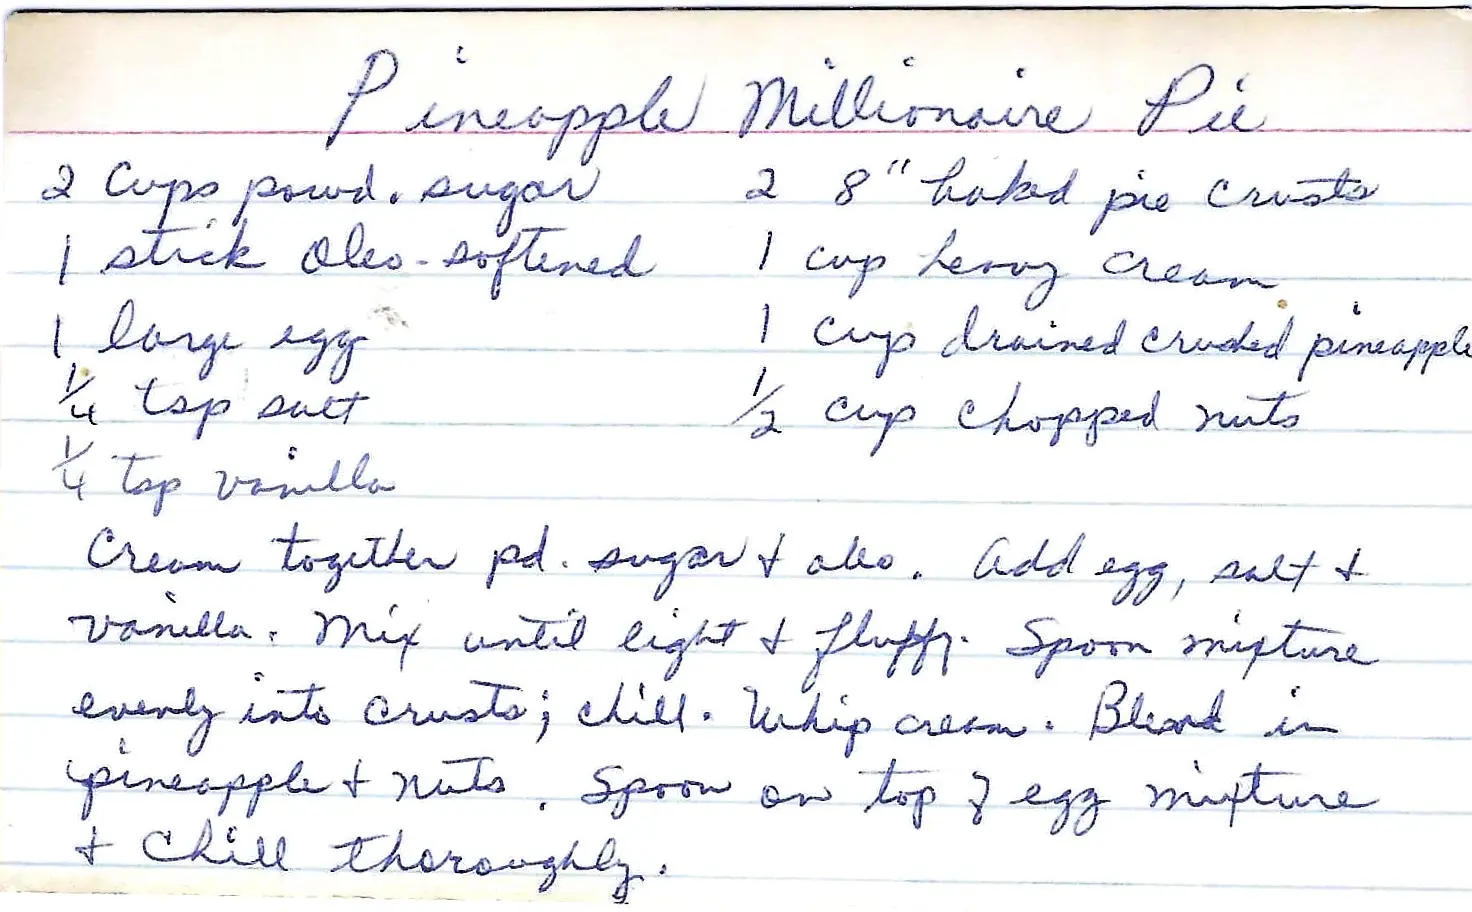 Pineapple Millionaire Pie
2 Cups powd. sugar
1 stick Oleo-softened
1 large egg
1/4 tsp salt
1/4 tsp vanilla
2 8" baked pie crusts
1 cup heavy cream
1 cup drained crushed pineapple
1/2 cup chopped nuts
Cream together pd. sugar + oleo. Add egg, salt +
vanilla. Mix until light + fluffy. Spoon mixture
evenly into crusts; chill. Whip cream. Blend in
pineapple + nuts. Spoon on top of egg mixture
+ chill thoroughly.